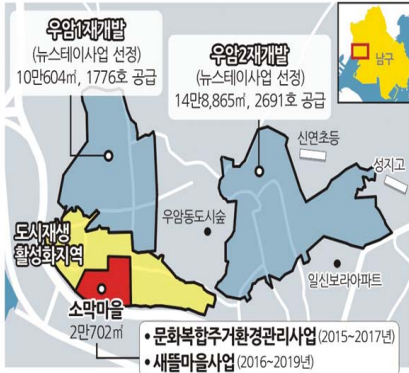 우암1재개발
(뉴스테이사업 선정)
10만604㎡, 1776호 공급
우암2재개발
(뉴스테이사업 선정)
14만8,865㎡, 2691호 공급
남구
신연초등
성지고
우암동도시숲
도시재생
활성화지역
일신보라아파트
소막마을
2만702㎡
• 문화복합주거환경관리사업(2015~2017년)
• 새뜰마을사업(2016~2019년)